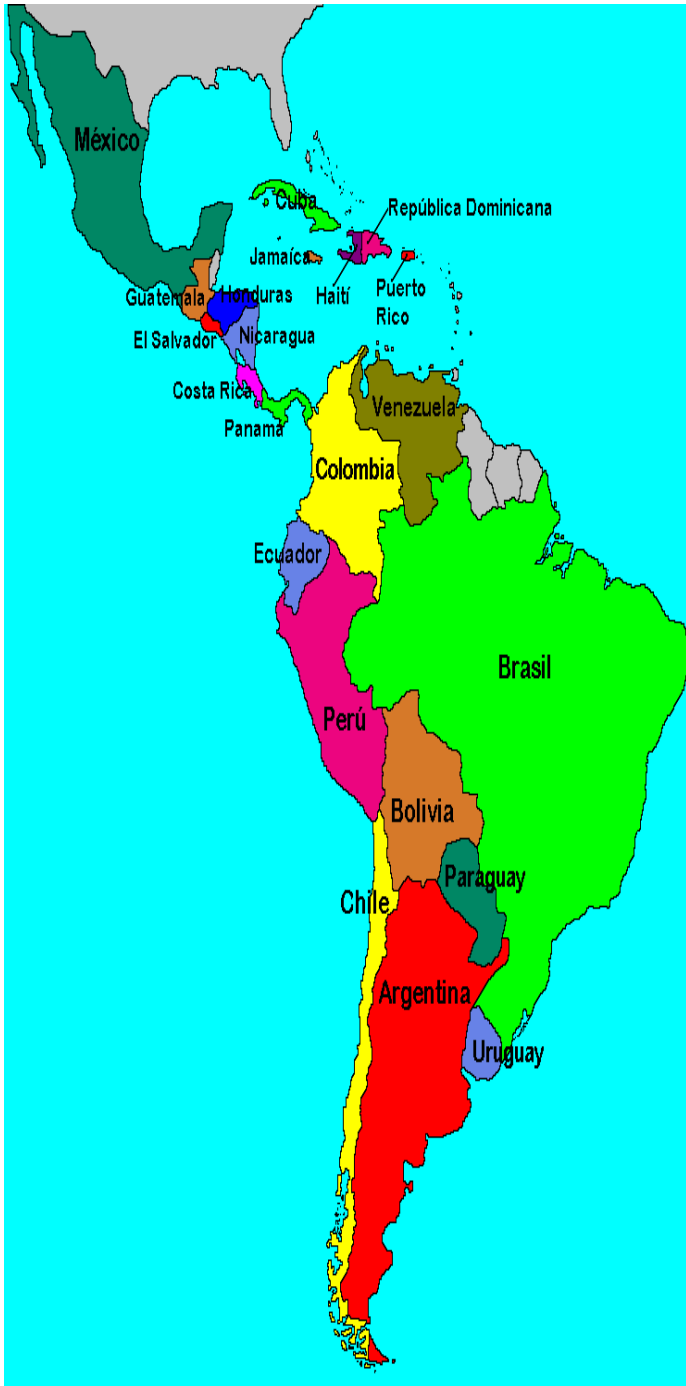 México
Cuba
República Dominicana
Jamaíca
Haití
Puerto
Rico
Guatemala
Honduras
El Salvador
Nicaragua
Costa Rica
Panamá
Venezuela
Colombia
Ecuador
Brasil
Perú
Bolivia
Paraguay
Chile
Argentina
Uruguay